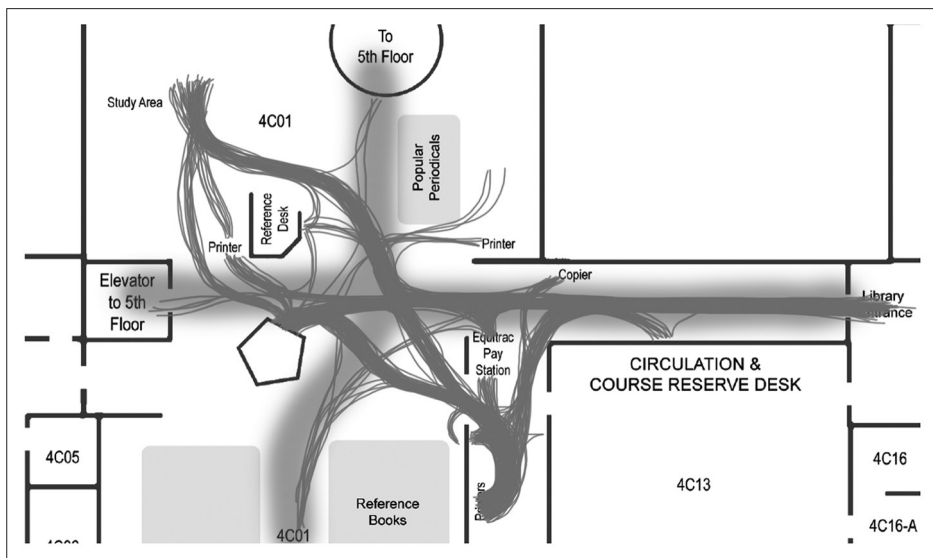 To
5th Floor
Study Area
4C01
Popular
Periodicals
Reference
Desk
Printer
Printer
Copier
Elevator
to 5th
Floor
Library
Equitrac
Pay
Station
CIRCULATION &
COURSE RESERVE DESK
4C05
4C16
4C13
Reference
Books
4C01
4C16-A